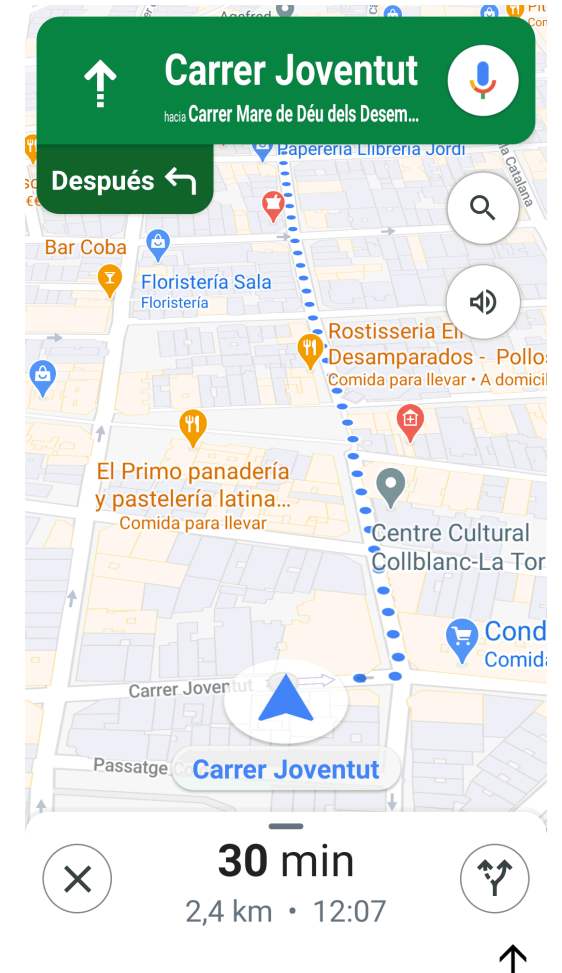 Carrer Joventut
hacia Carrer Mare de Déu dels Desem...
Después
Papereria Llibreria Jordi
Bar Coba
Floristería Sala
Floristería
Rostisseria
Desamparados - Pollos
Comida para llevar • A domicil
El Primo panadería
y pastelería latina...
Comida para llevar
Centre Cultural
Collblanc-La Tor
Cond
Comida
Carrer Joventut
Passatge
Carrer Joventut
30 min
2,4 km • 12:07